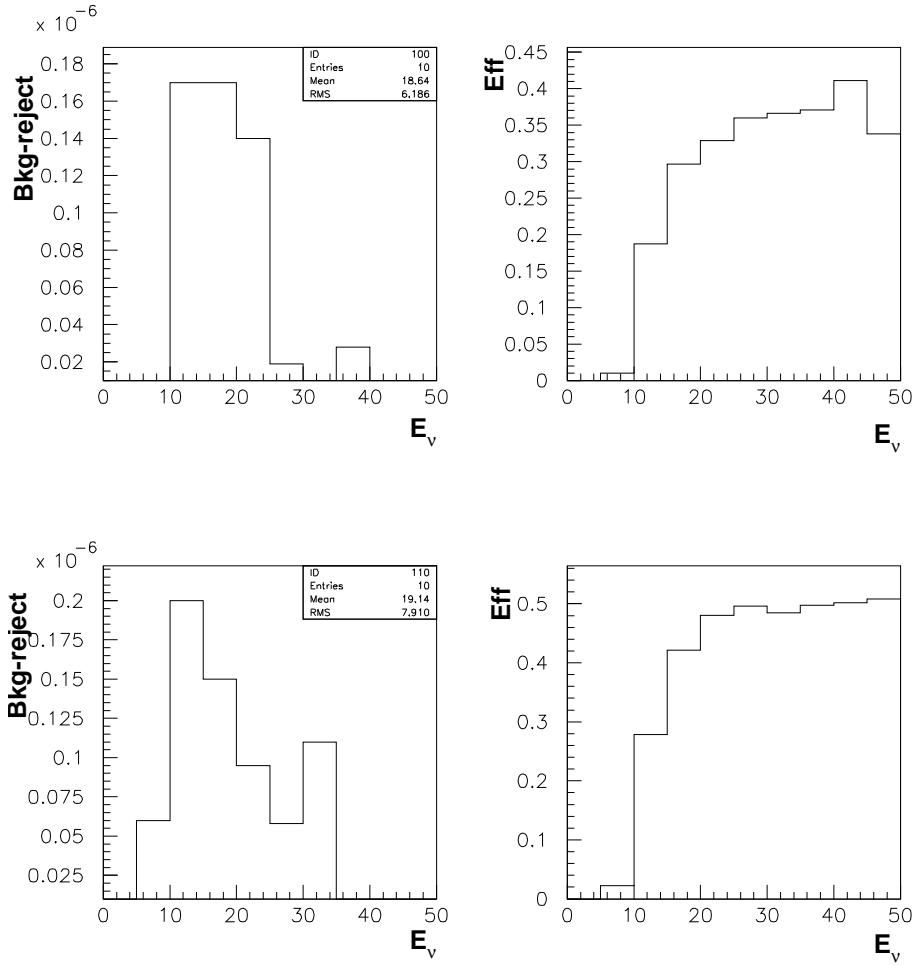 x 10-6
Bkg-reject
0.18
0.16
0.14
0.12
0.1
0.08
0.06
0.04
0.02
0 10 20 30 40 50
Eν
ID 100
Entries 10
Mean 18.64
RMS 6.186
Eff
0.45
0.4
0.35
0.3
0.25
0.2
0.15
0.1
0.05
0
0 10 20 30 40 50
Eν
x 10-6
Bkg-reject
0.2
0.175
0.15
0.125
0.1
0.075
0.05
0.025
0 10 20 30 40 50
Eν
ID 110
Entries 10
Mean 19.14
RMS 7.910
Eff
0.5
0.4
0.3
0.2
0.1
0
0 10 20 30 40 50
Eν